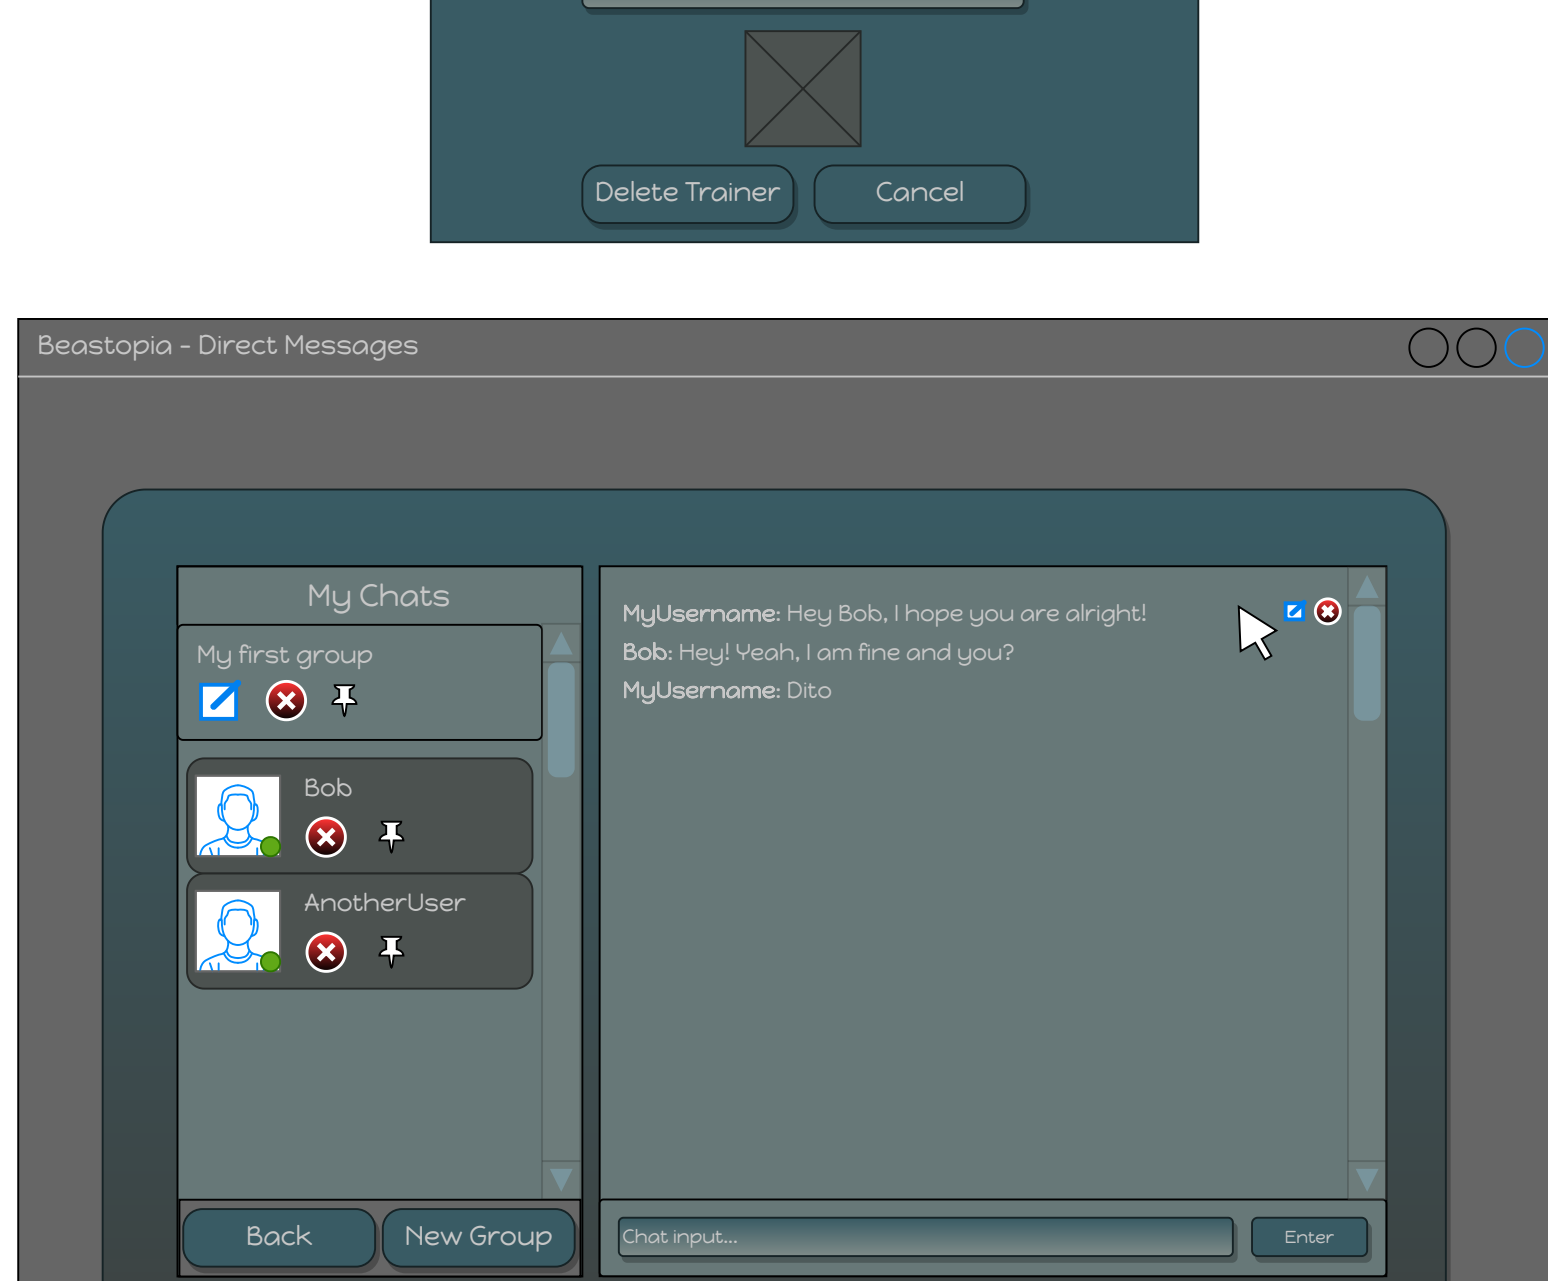 Delete Trainer Cancel
Beastopia - Direct Messages
My Chats
My first group
Bob
AnotherUser
Back New Group
MyUsername: Hey Bob, I hope you are alright!
Bob: Hey! Yeah, I am fine and you?
MyUsername: Dito
Chat input...
Enter